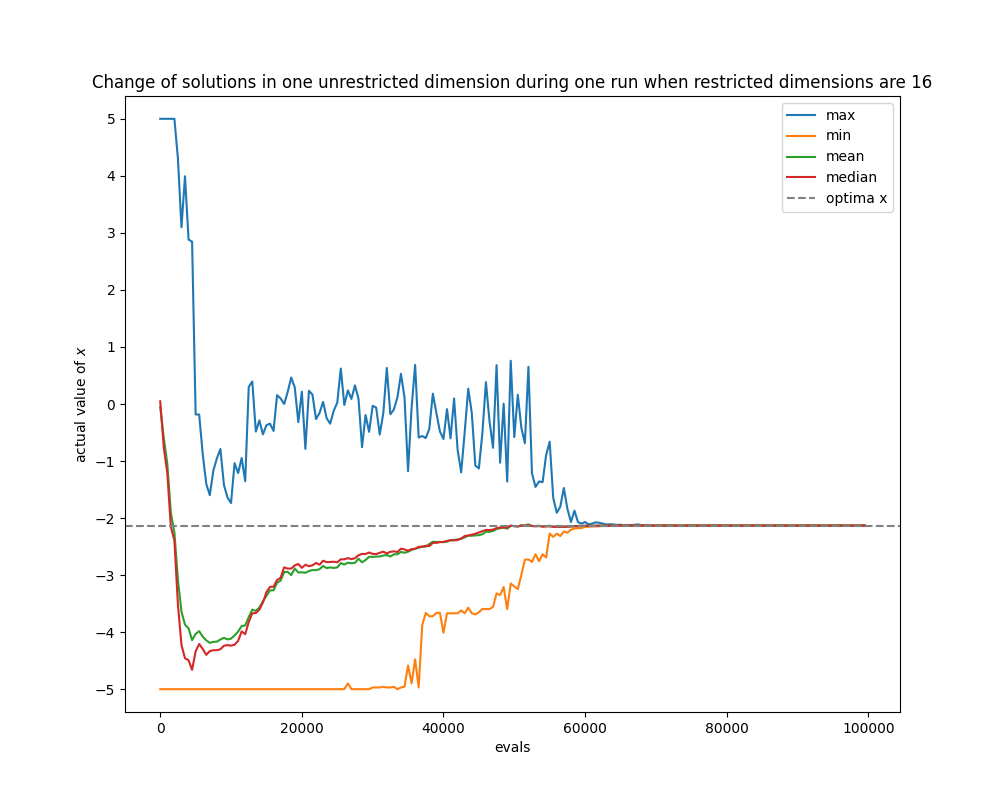 Change of solutions in one unrestricted dimension during one run when restricted dimensions are 16
max
min
mean
median
optima x
5
4
3
2
1
0
−1
−2
−3
−4
−5
actual value of x
0 20000 40000 60000 80000 100000
evals